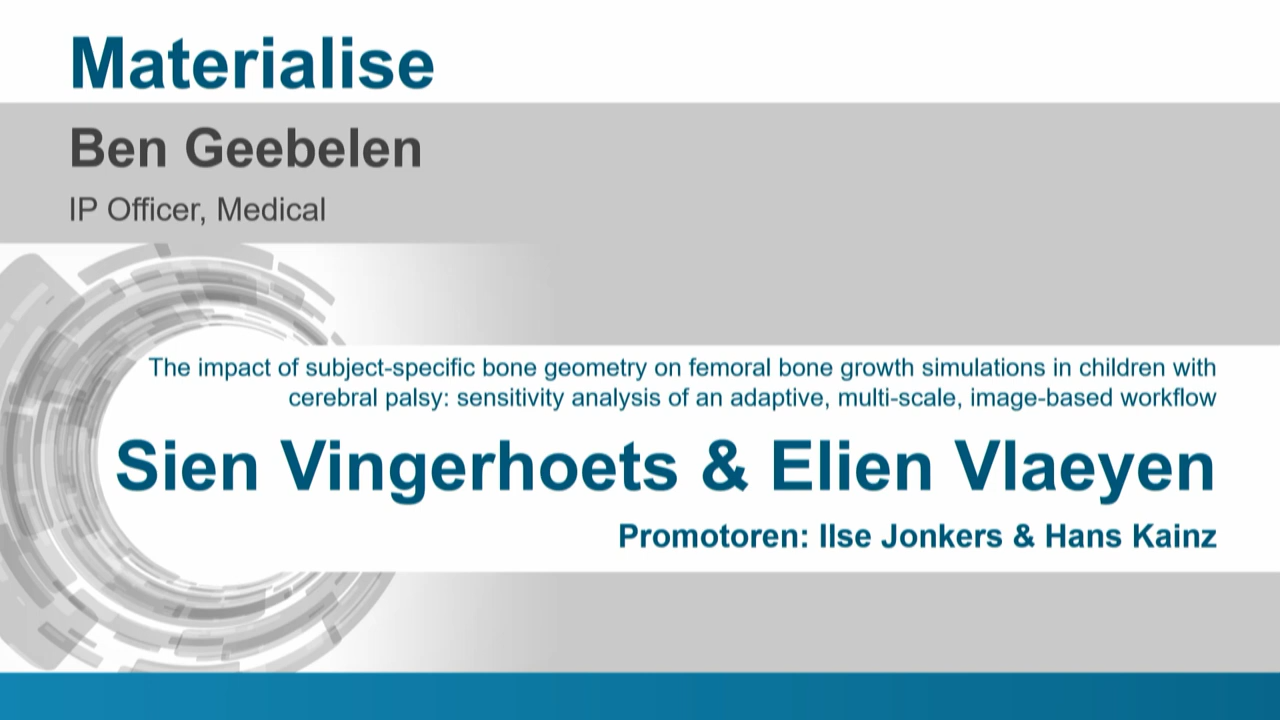 Materialise
Ben Geebelen
IP Officer, Medical
The impact of subject-specific bone geometry on femoral bone growth simulations in children with
cerebral palsy: sensitivity analysis of an adaptive, multi-scale, image-based workflow
Sien Vingerhoets & Elien Vlaeyen
Promotoren: Ilse Jonkers & Hans Kainz